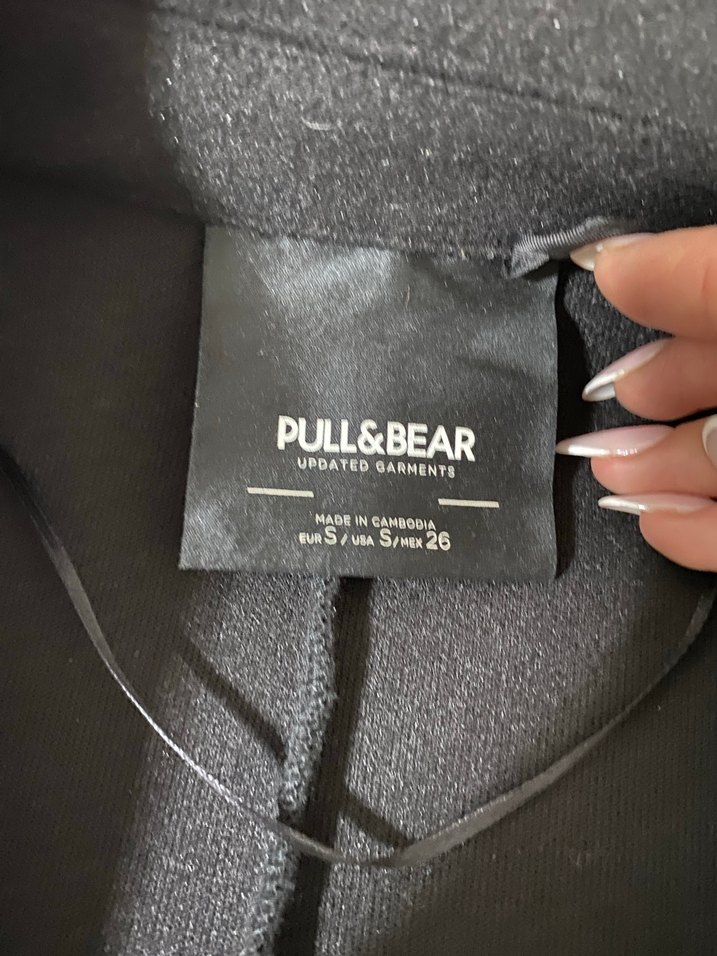 PULL&BEAR
UPDATED GARMENTS
MADE IN CAMBODIA
EUR S / USA S / MEX 26